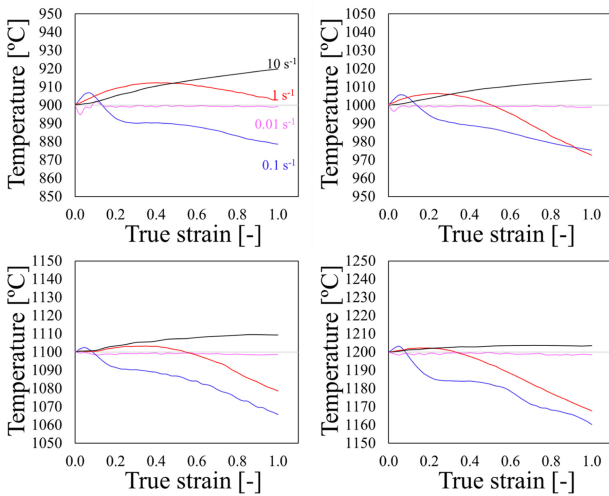 950
940
930
920
910
900
890
880
870
860
850
Temperature [ºC]
10 s⁻¹
1 s⁻¹
0.01 s⁻¹
0.1 s⁻¹
0.0 0.2 0.4 0.6 0.8 1.0
True strain [-]
1050
1040
1030
1020
1010
1000
990
980
970
960
950
Temperature [ºC]
0.0 0.2 0.4 0.6 0.8 1.0
True strain [-]
1150
1140
1130
1120
1110
1100
1090
1080
1070
1060
1050
Temperature [ºC]
0.0 0.2 0.4 0.6 0.8 1.0
True strain [-]
1250
1240
1230
1220
1210
1200
1190
1180
1170
1160
1150
Temperature [ºC]
0.0 0.2 0.4 0.6 0.8 1.0
True strain [-]